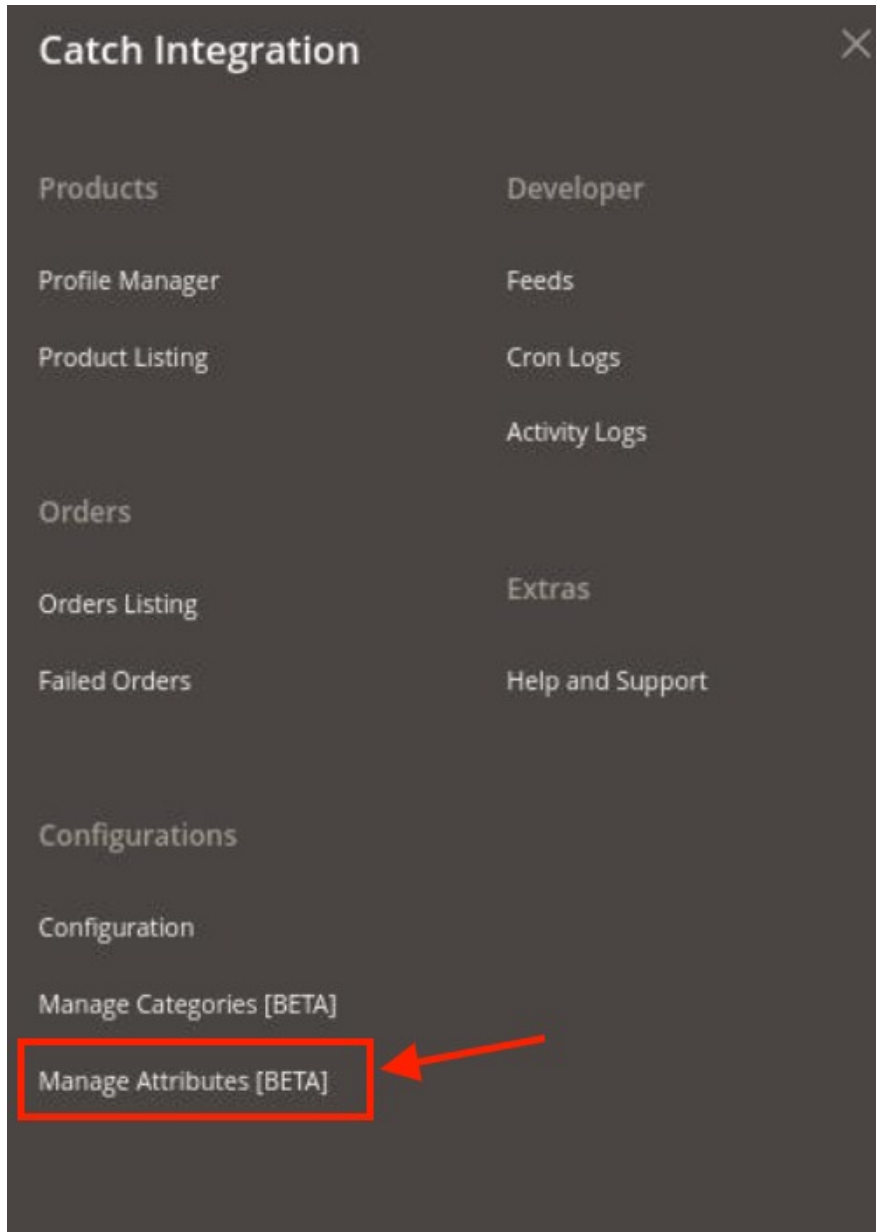 Catch Integration
Products
Profile Manager
Product Listing
Orders
Orders Listing
Failed Orders
Configurations
Configuration
Manage Categories [BETA]
Manage Attributes [BETA]
Developer
Feeds
Cron Logs
Activity Logs
Extras
Help and Support